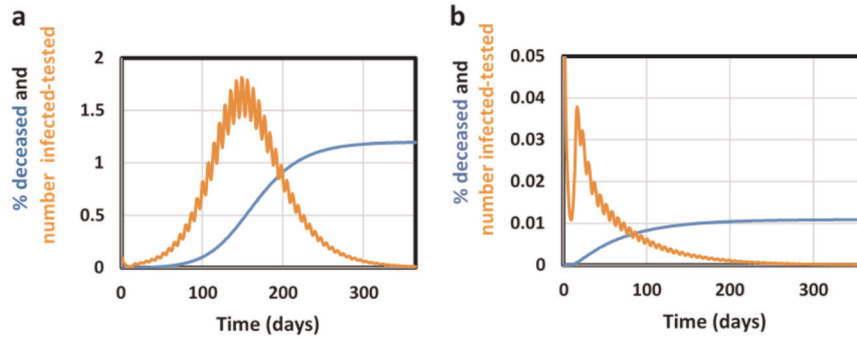 a
% deceased and
number infected-tested
2
1.5
1
0.5
0
0
100
200
300
Time (days)
b
% deceased and
number infected-tested
0.05
0.04
0.03
0.02
0.01
0
0
100
200
300
Time (days)